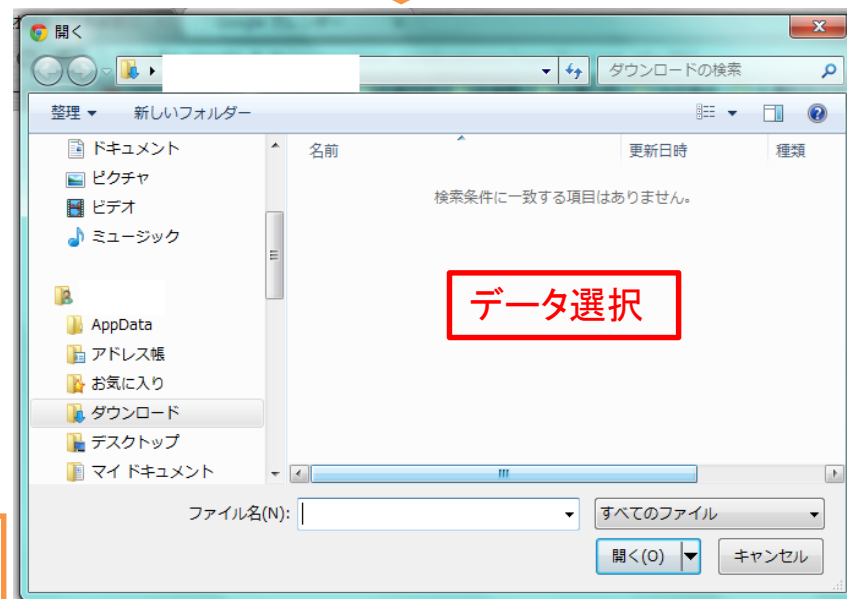 開く
ダウンロードの検索
整理 新しいフォルダー
名前 更新日時 種類
検索条件に一致する項目はありません。
ドキュメント
ピクチャ
ビデオ
ミュージック
AppData
アドレス帳
お気に入り
ダウンロード
デスクトップ
マイ ドキュメント
データ選択
ファイル名(N):
すべてのファイル
開く(O) キャンセル